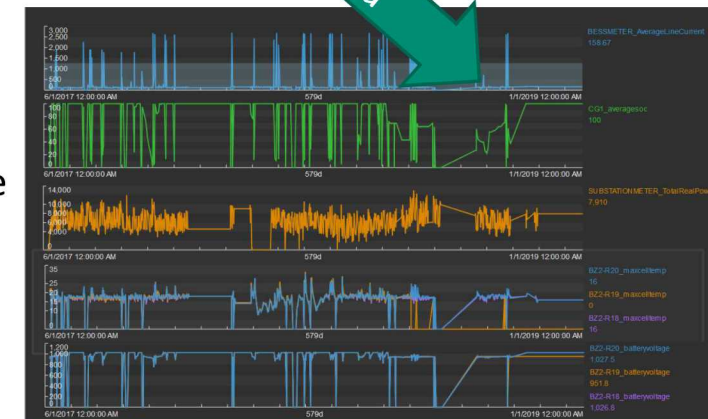 e
3,000
2,500
2,000
1,500
1,000
500
0
BESSMETER_AverageLineCurrent
158.67
6/1/2017 12:00:00 AM 579d 1/1/2019 12:00:00 AM
100
80
60
40
20
0
CG1_averagesoc
100
6/1/2017 12:00:00 AM 579d 1/1/2019 12:00:00 AM
14,000
10,000
8,000
4,000
0
SUBSTATIONMETER_TotalRealPow
7,910
6/1/2017 12:00:00 AM 579d 1/1/2019 12:00:00 AM
35
25
20
10
BZ2-R20_maxcelltemp
16
BZ2-R19_maxcelltemp
0
BZ2-R18_maxcelltemp
16
6/1/2017 12:00:00 AM 579d 1/1/2019 12:00:00 AM
1,200
1,000
600
400
200
0
BZ2-R20_batteryvoltage
1,027.5
BZ2-R19_batteryvoltage
951.8
BZ2-R18_batteryvoltage
1,026.8
6/1/2017 12:00:00 AM 579d 1/1/2019 12:00:00 AM